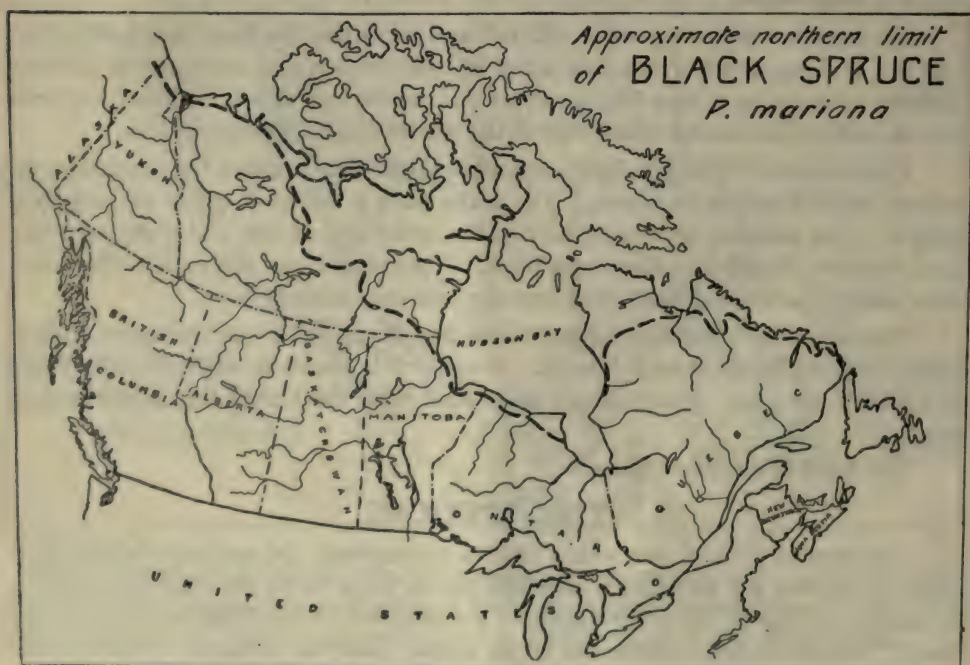 Approximate northern limit
of BLACK SPRUCE
P. mariana
ALASKA
YUKON
BRITISH
COLUMBIA
ALBERTA
SASKATCHEWAN
MANITOBA
HUDSON BAY
ONTARIO
QUEBEC
NEW
UNITED STATES